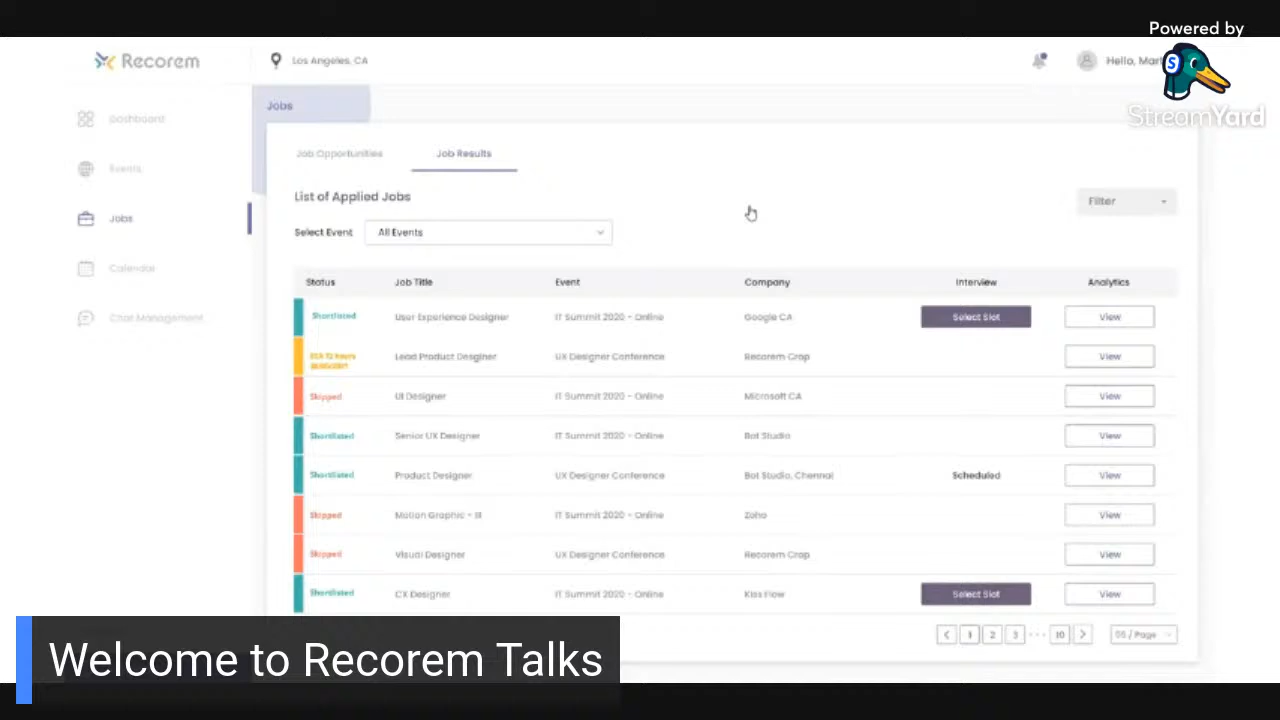 Powered by
StreamYard
Recorem
Los Angeles, CA
Hello,
Dashboard
Events
Jobs
Calendar
Chat Management
Jobs
Job Opportunities Job Results
List of Applied Jobs
Filter
Select Event All Events
Status Job Title Event Company Interview Analytics
Shortlisted User Experience Designer IT Summit 2020 - Online Google CA Select Slot View
Lead Product Desginer UX Designer Conference Recorem Crop View
Skipped UI Designer IT Summit 2020 - Online Microsoft CA View
Shortlisted Senior UX Designer IT Summit 2020 - Online Bot Studio View
Shortlisted Product Designer UX Designer Conference Bot Studio, Chennai Scheduled View
Skipped Motion Graphic - IT Summit 2020 - Online Zoho View
Skipped Visual Designer UX Designer Conference Recorem Crop View
Shortlisted CX Designer IT Summit 2020 - Online Kiss Flow Select Slot View
1 2 3 ... 10 05 / Page
Welcome to Recorem Talks